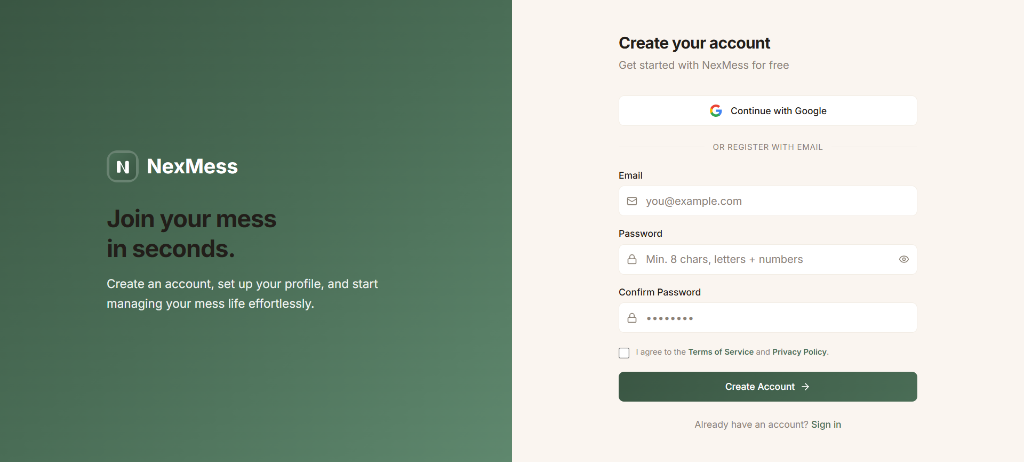 N NexMess
Join your mess
in seconds.
Create an account, set up your profile, and start
managing your mess life effortlessly.
Create your account
Get started with NexMess for free
Continue with Google
OR REGISTER WITH EMAIL
Email
you@example.com
Password
Min. 8 chars, letters + numbers
Confirm Password
••••••••
I agree to the Terms of Service and Privacy Policy.
Create Account →
Already have an account? Sign in